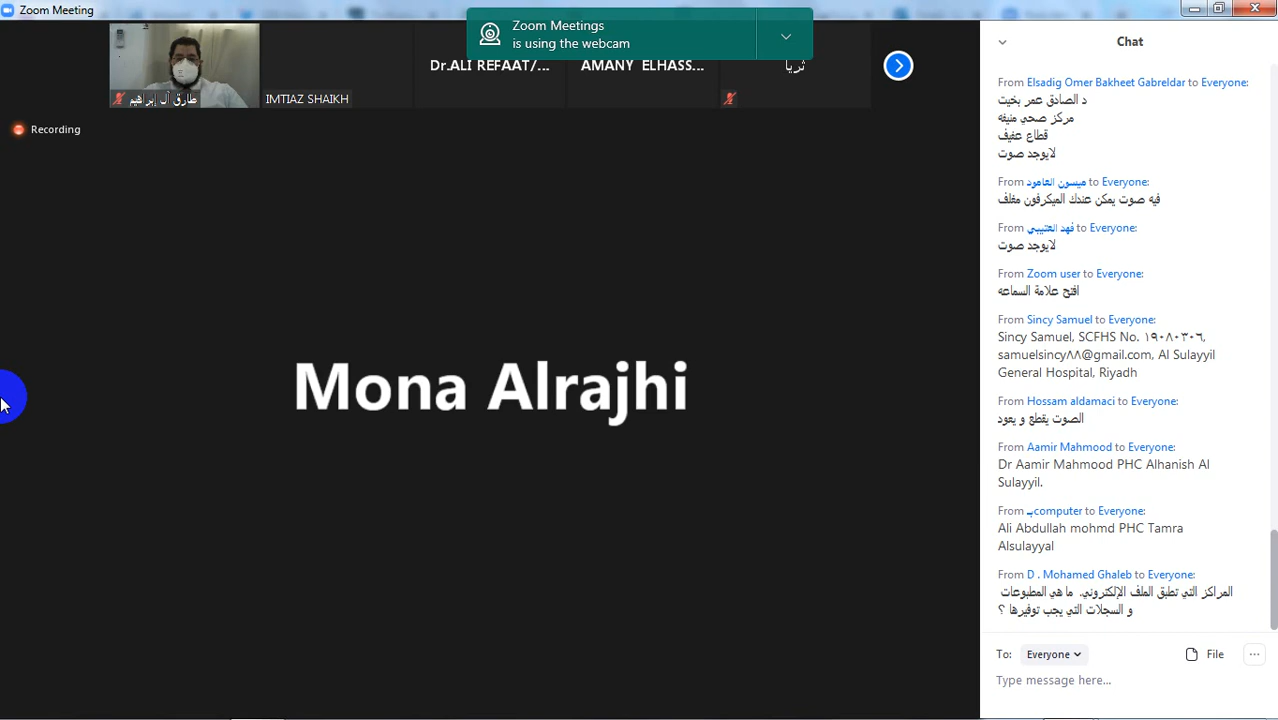 Zoom Meeting
Zoom Meetings
is using the webcam
طارق آل إبراهيم
IMTIAZ SHAIKH
Dr.ALI REFAAT/...
AMANY ELHASS...
ثريا
Recording
Mona Alrajhi
Chat
From Elsadig Omer Bakheet Gabreldar to Everyone:
د الصادق عمر بخيت
مركز صحي منيفه
قطاع عفيف
لايوجد صوت
From ميسون العامود to Everyone:
فيه صوت يمكن عندك الميكرفون مغلف
From فهد العتيبي to Everyone:
لايوجد صوت
From Zoom user to Everyone:
افتح علامة السماعه
From Sincy Samuel to Everyone:
Sincy Samuel, SCFHS No. ١٩٠٨٠٣٠٦,
samuelsincy٨٨@gmail.com, Al Sulayyil
General Hospital, Riyadh
From Hossam aldamaci to Everyone:
الصوت يقطع و يعود
From Aamir Mahmood to Everyone:
Dr Aamir Mahmood PHC Alhanish Al
Sulayyil.
From بـcomputer to Everyone:
Ali Abdullah mohmd PHC Tamra
Alsulayyal
From D . Mohamed Ghaleb to Everyone:
المراكز التي تطبق الملف الإلكتروني. ما هي المطبوعات
و السجلات التي يجب توفيرها ؟
To: Everyone
File
Type message here...